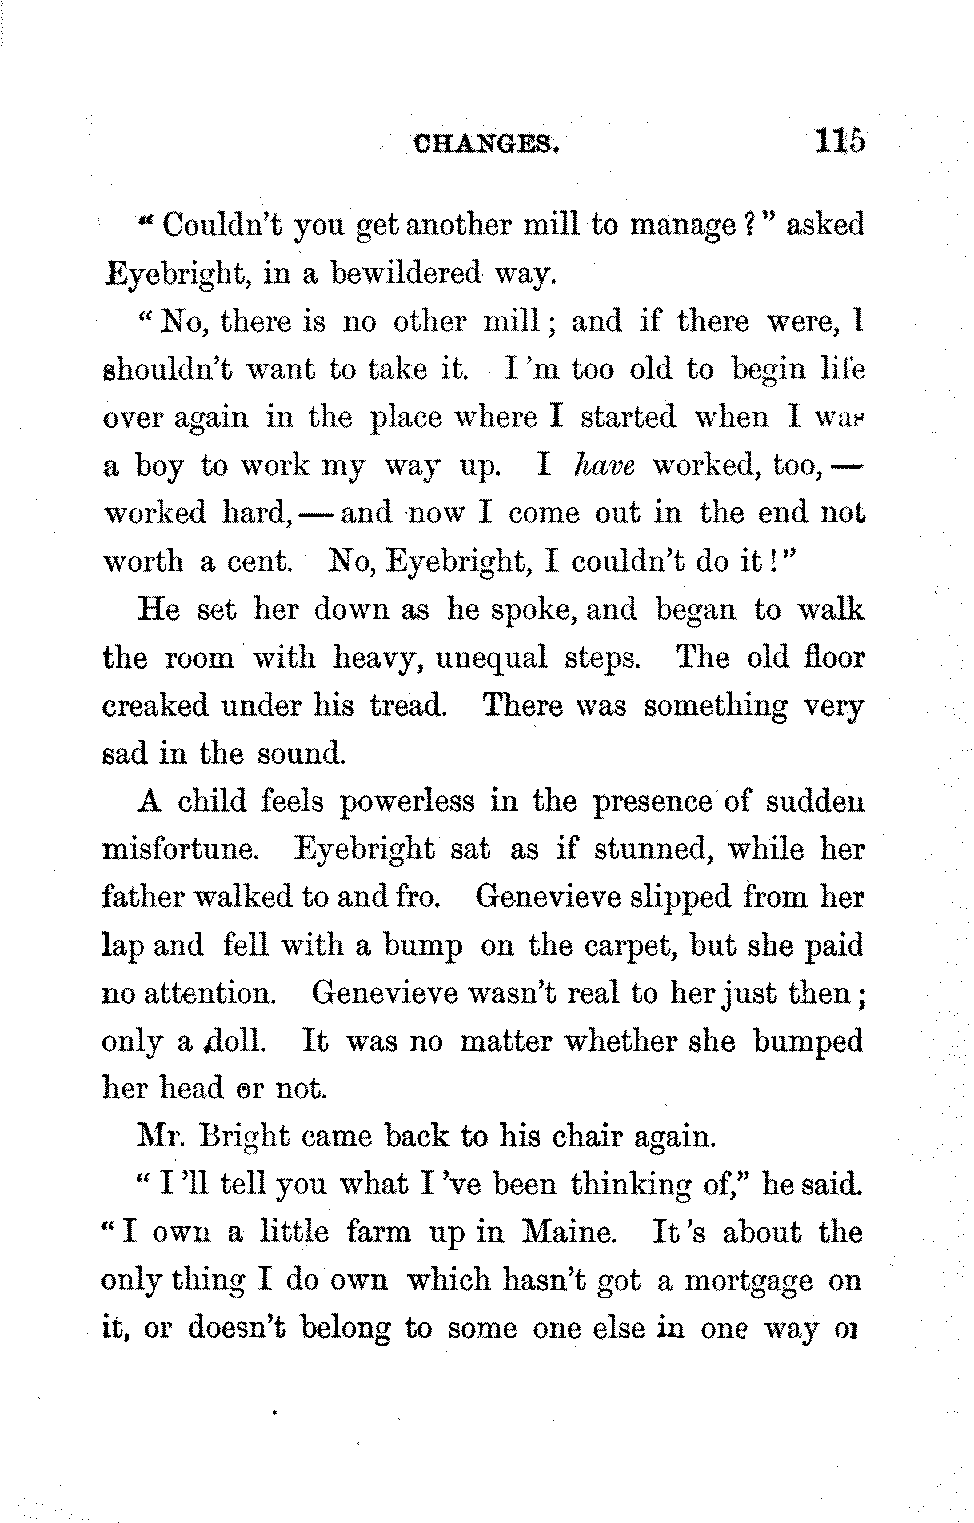 CHANGES. 115
“ Couldn’t you get another mill to manage ? ” asked
Eyebright, in a bewildered way.
“ No, there is no other mill ; and if there were, I
shouldn’t want to take it. I ’m too old to begin life
over again in the place where I started when I was
a boy to work my way up. I have worked, too, —
worked hard, — and now I come out in the end not
worth a cent. No, Eyebright, I couldn’t do it ! ”
He set her down as he spoke, and began to walk
the room with heavy, unequal steps. The old floor
creaked under his tread. There was something very
sad in the sound.
A child feels powerless in the presence of sudden
misfortune. Eyebright sat as if stunned, while her
father walked to and fro. Genevieve slipped from her
lap and fell with a bump on the carpet, but she paid
no attention. Genevieve wasn’t real to her just then ;
only a doll. It was no matter whether she bumped
her head or not.
Mr. Bright came back to his chair again.
“ I ’ll tell you what I ’ve been thinking of,” he said.
“ I own a little farm up in Maine. It ’s about the
only thing I do own which hasn’t got a mortgage on
it, or doesn’t belong to some one else in one way or